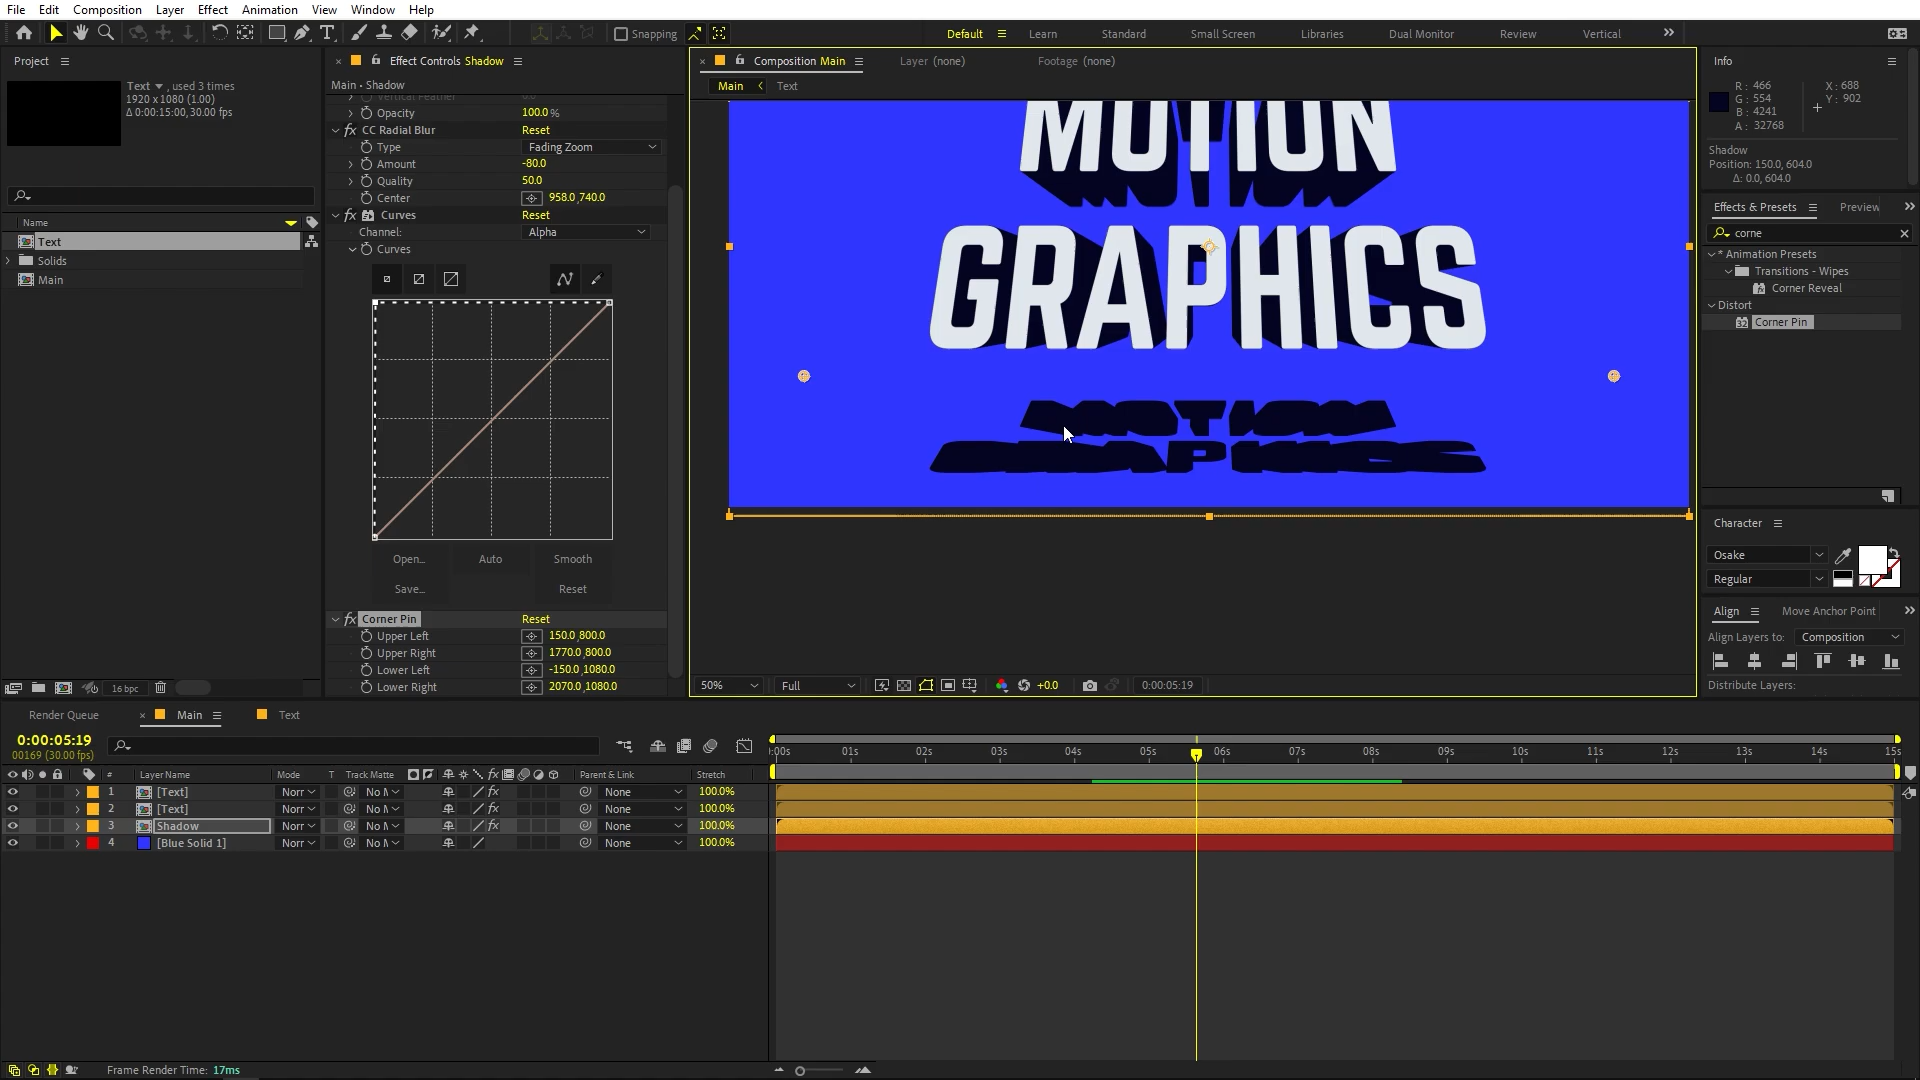 File Edit Composition Layer Effect Animation View Window Help
Snapping
Default Learn Standard Small Screen Libraries Dual Monitor Review Vertical
Project
Text , used 3 times
1920 x 1080 (1.00)
Δ 0:00:15:00, 30.00 fps
Name
Text
Solids
Main
16 bpc
Effect Controls Shadow
Main • Shadow
Vertical Feather 0.0
Opacity 100.0 %
fx CC Radial Blur Reset
Type Fading Zoom
Amount -80.0
Quality 50.0
Center 958.0 ,740.0
fx Curves Reset
Channel: Alpha
Curves
Open... Auto Smooth
Save... Reset
fx Corner Pin Reset
Upper Left 150.0 ,800.0
Upper Right 1770.0 ,800.0
Lower Left -150.0 ,1080.0
Lower Right 2070.0 ,1080.0
Composition Main Layer (none) Footage (none)
Main Text
MOTION
GRAPHICS
MOTION
GRAPHICS
50% Full +0.0 0:00:05:19
Info
R : 466 X : 688
G : 554 Y : 902
B : 4241
A : 32768
Shadow
Position: 150.0, 604.0
Δ: 0.0, 604.0
Effects & Presets Preview
corne
* Animation Presets
Transitions - Wipes
Corner Reveal
Distort
32 Corner Pin
Character
Osake
Regular
Align Move Anchor Point
Align Layers to: Composition
Distribute Layers:
Render Queue Main Text
0:00:05:19
00169 (30.00 fps)
:00s 01s 02s 03s 04s 05s 06s 07s 08s 09s 10s 11s 12s 13s 14s 15s
# Layer Name Mode T Track Matte fx Parent & Link Stretch
1 [Text] Norr No M fx None 100.0%
2 [Text] Norr No M None 100.0%
3 Shadow Norr No M fx None 100.0%
4 [Blue Solid 1] Norr No M None 100.0%
Frame Render Time: 17ms